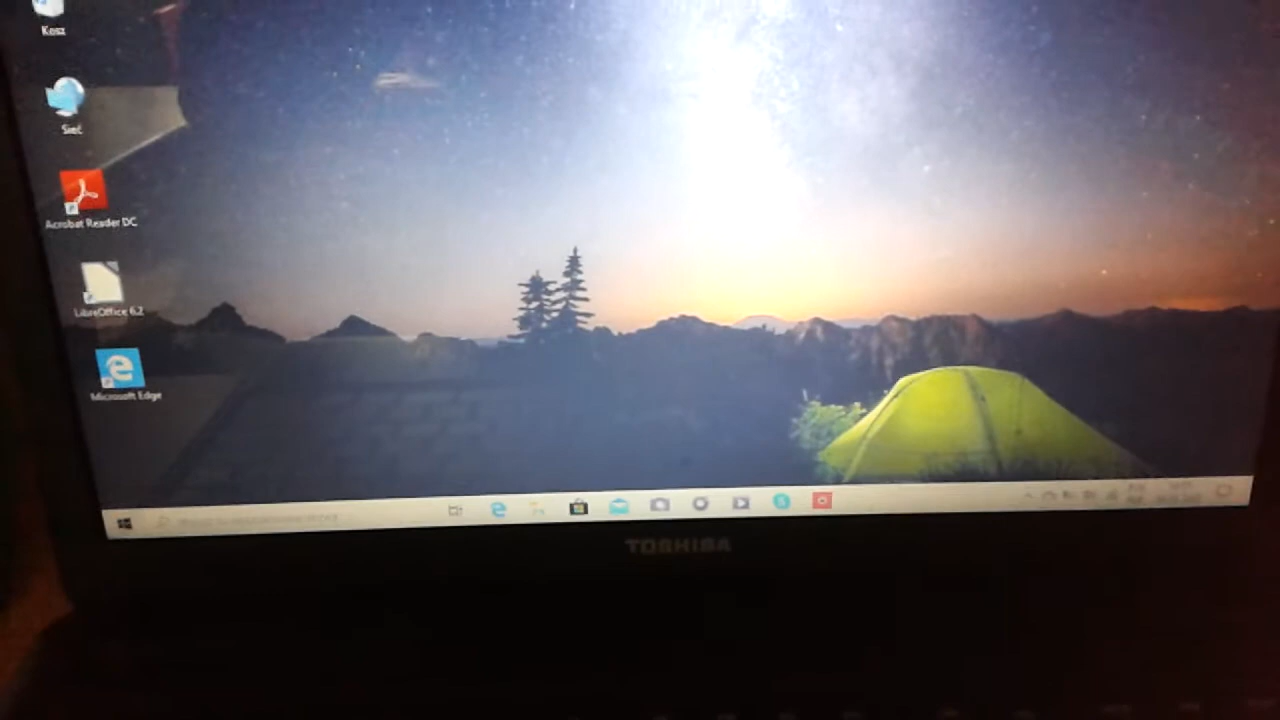 Kosz
Sieć
Acrobat Reader DC
LibreOffice 6.2
Microsoft Edge
TOSHIBA